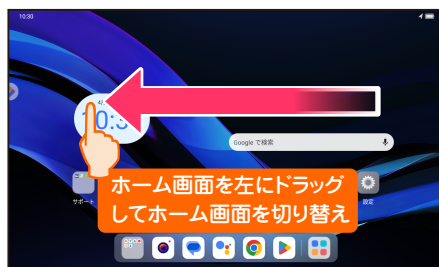 10:30
Google で検索
サポート
設定
ホーム画面を左にドラッグ
してホーム画面を切り替え